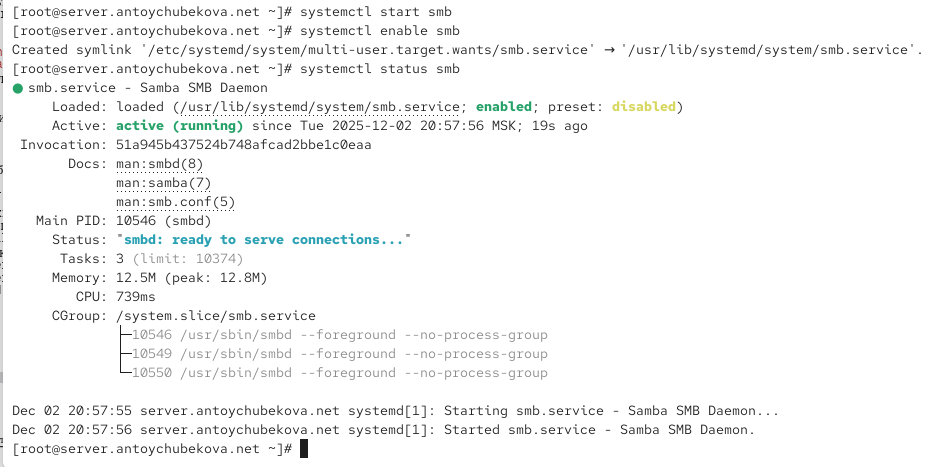 [root@server.antoychubekova.net ~]# systemctl start smb
[root@server.antoychubekova.net ~]# systemctl enable smb
Created symlink '/etc/systemd/system/multi-user.target.wants/smb.service' → '/usr/lib/systemd/system/smb.service'.
[root@server.antoychubekova.net ~]# systemctl status smb
● smb.service - Samba SMB Daemon
     Loaded: loaded (/usr/lib/systemd/system/smb.service; enabled; preset: disabled)
     Active: active (running) since Tue 2025-12-02 20:57:56 MSK; 19s ago
 Invocation: 51a945b437524b748afcad2bbe1c0eaa
       Docs: man:smbd(8)
             man:samba(7)
             man:smb.conf(5)
   Main PID: 10546 (smbd)
     Status: "smbd: ready to serve connections..."
      Tasks: 3 (limit: 10374)
     Memory: 12.5M (peak: 12.8M)
        CPU: 739ms
     CGroup: /system.slice/smb.service
             ├─10546 /usr/sbin/smbd --foreground --no-process-group
             ├─10549 /usr/sbin/smbd --foreground --no-process-group
             └─10550 /usr/sbin/smbd --foreground --no-process-group

Dec 02 20:57:55 server.antoychubekova.net systemd[1]: Starting smb.service - Samba SMB Daemon...
Dec 02 20:57:56 server.antoychubekova.net systemd[1]: Started smb.service - Samba SMB Daemon.
[root@server.antoychubekova.net ~]#